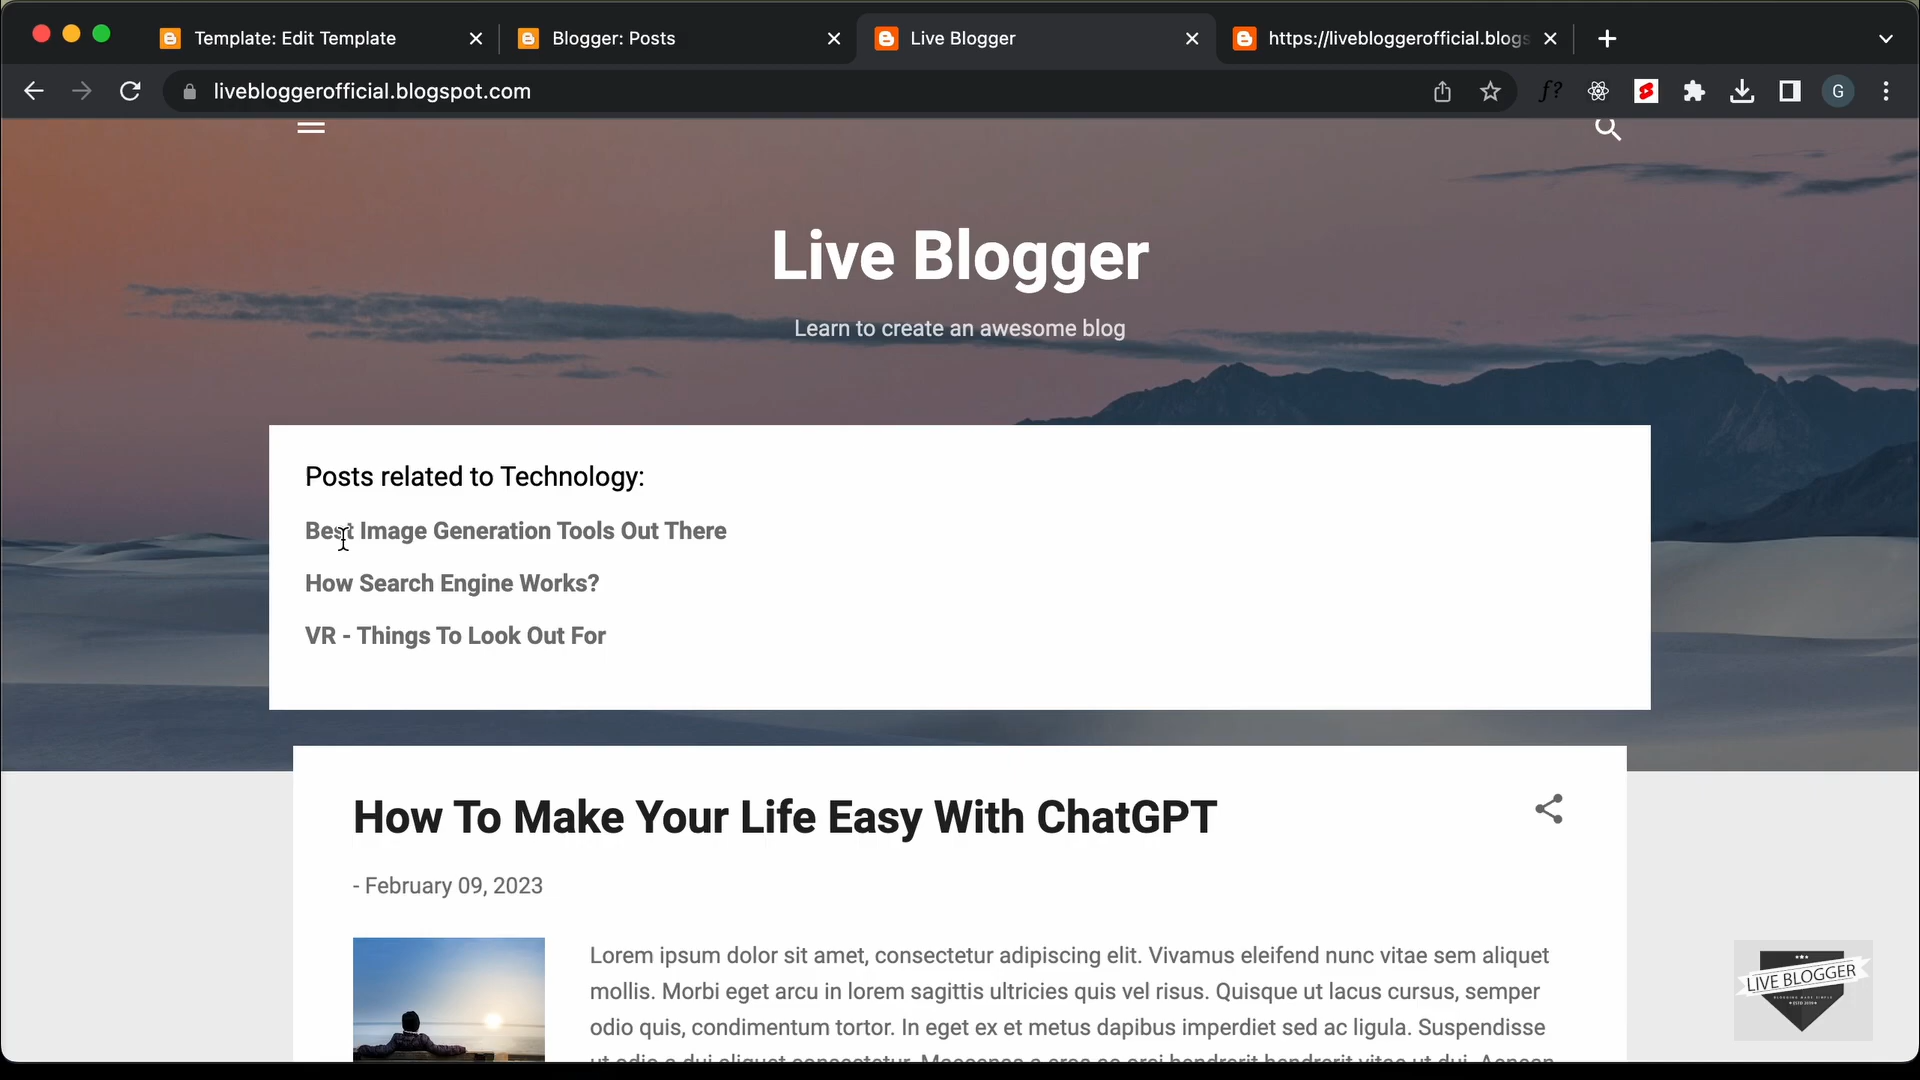 Template: Edit Template
Blogger: Posts
Live Blogger
https://livebloggerofficial.blogs
livebloggerofficial.blogspot.com
f?
G
Live Blogger
Learn to create an awesome blog
Posts related to Technology:
Best Image Generation Tools Out There
How Search Engine Works?
VR - Things To Look Out For
How To Make Your Life Easy With ChatGPT
- February 09, 2023
Lorem ipsum dolor sit amet, consectetur adipiscing elit. Vivamus eleifend nunc vitae sem aliquet
mollis. Morbi eget arcu in lorem sagittis ultricies quis vel risus. Quisque ut lacus cursus, semper
odio quis, condimentum tortor. In eget ex et metus dapibus imperdiet sed ac ligula. Suspendisse
LIVE BLOGGER